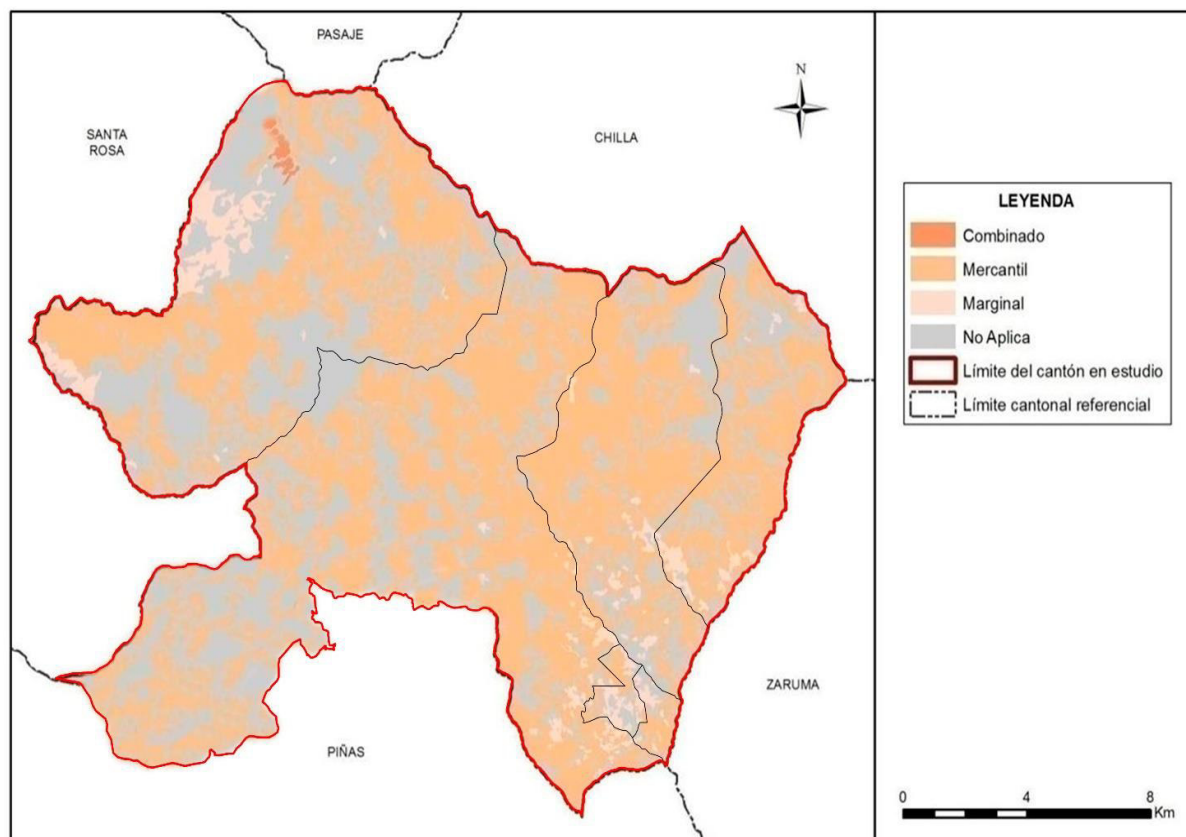 PASAJE
N
SANTA
ROSA
CHILLA
ZARUMA
PIÑAS
LEYENDA
Combinado
Mercantil
Marginal
No Aplica
Límite del cantón en estudio
Límite cantonal referencial
0 4 8
Km